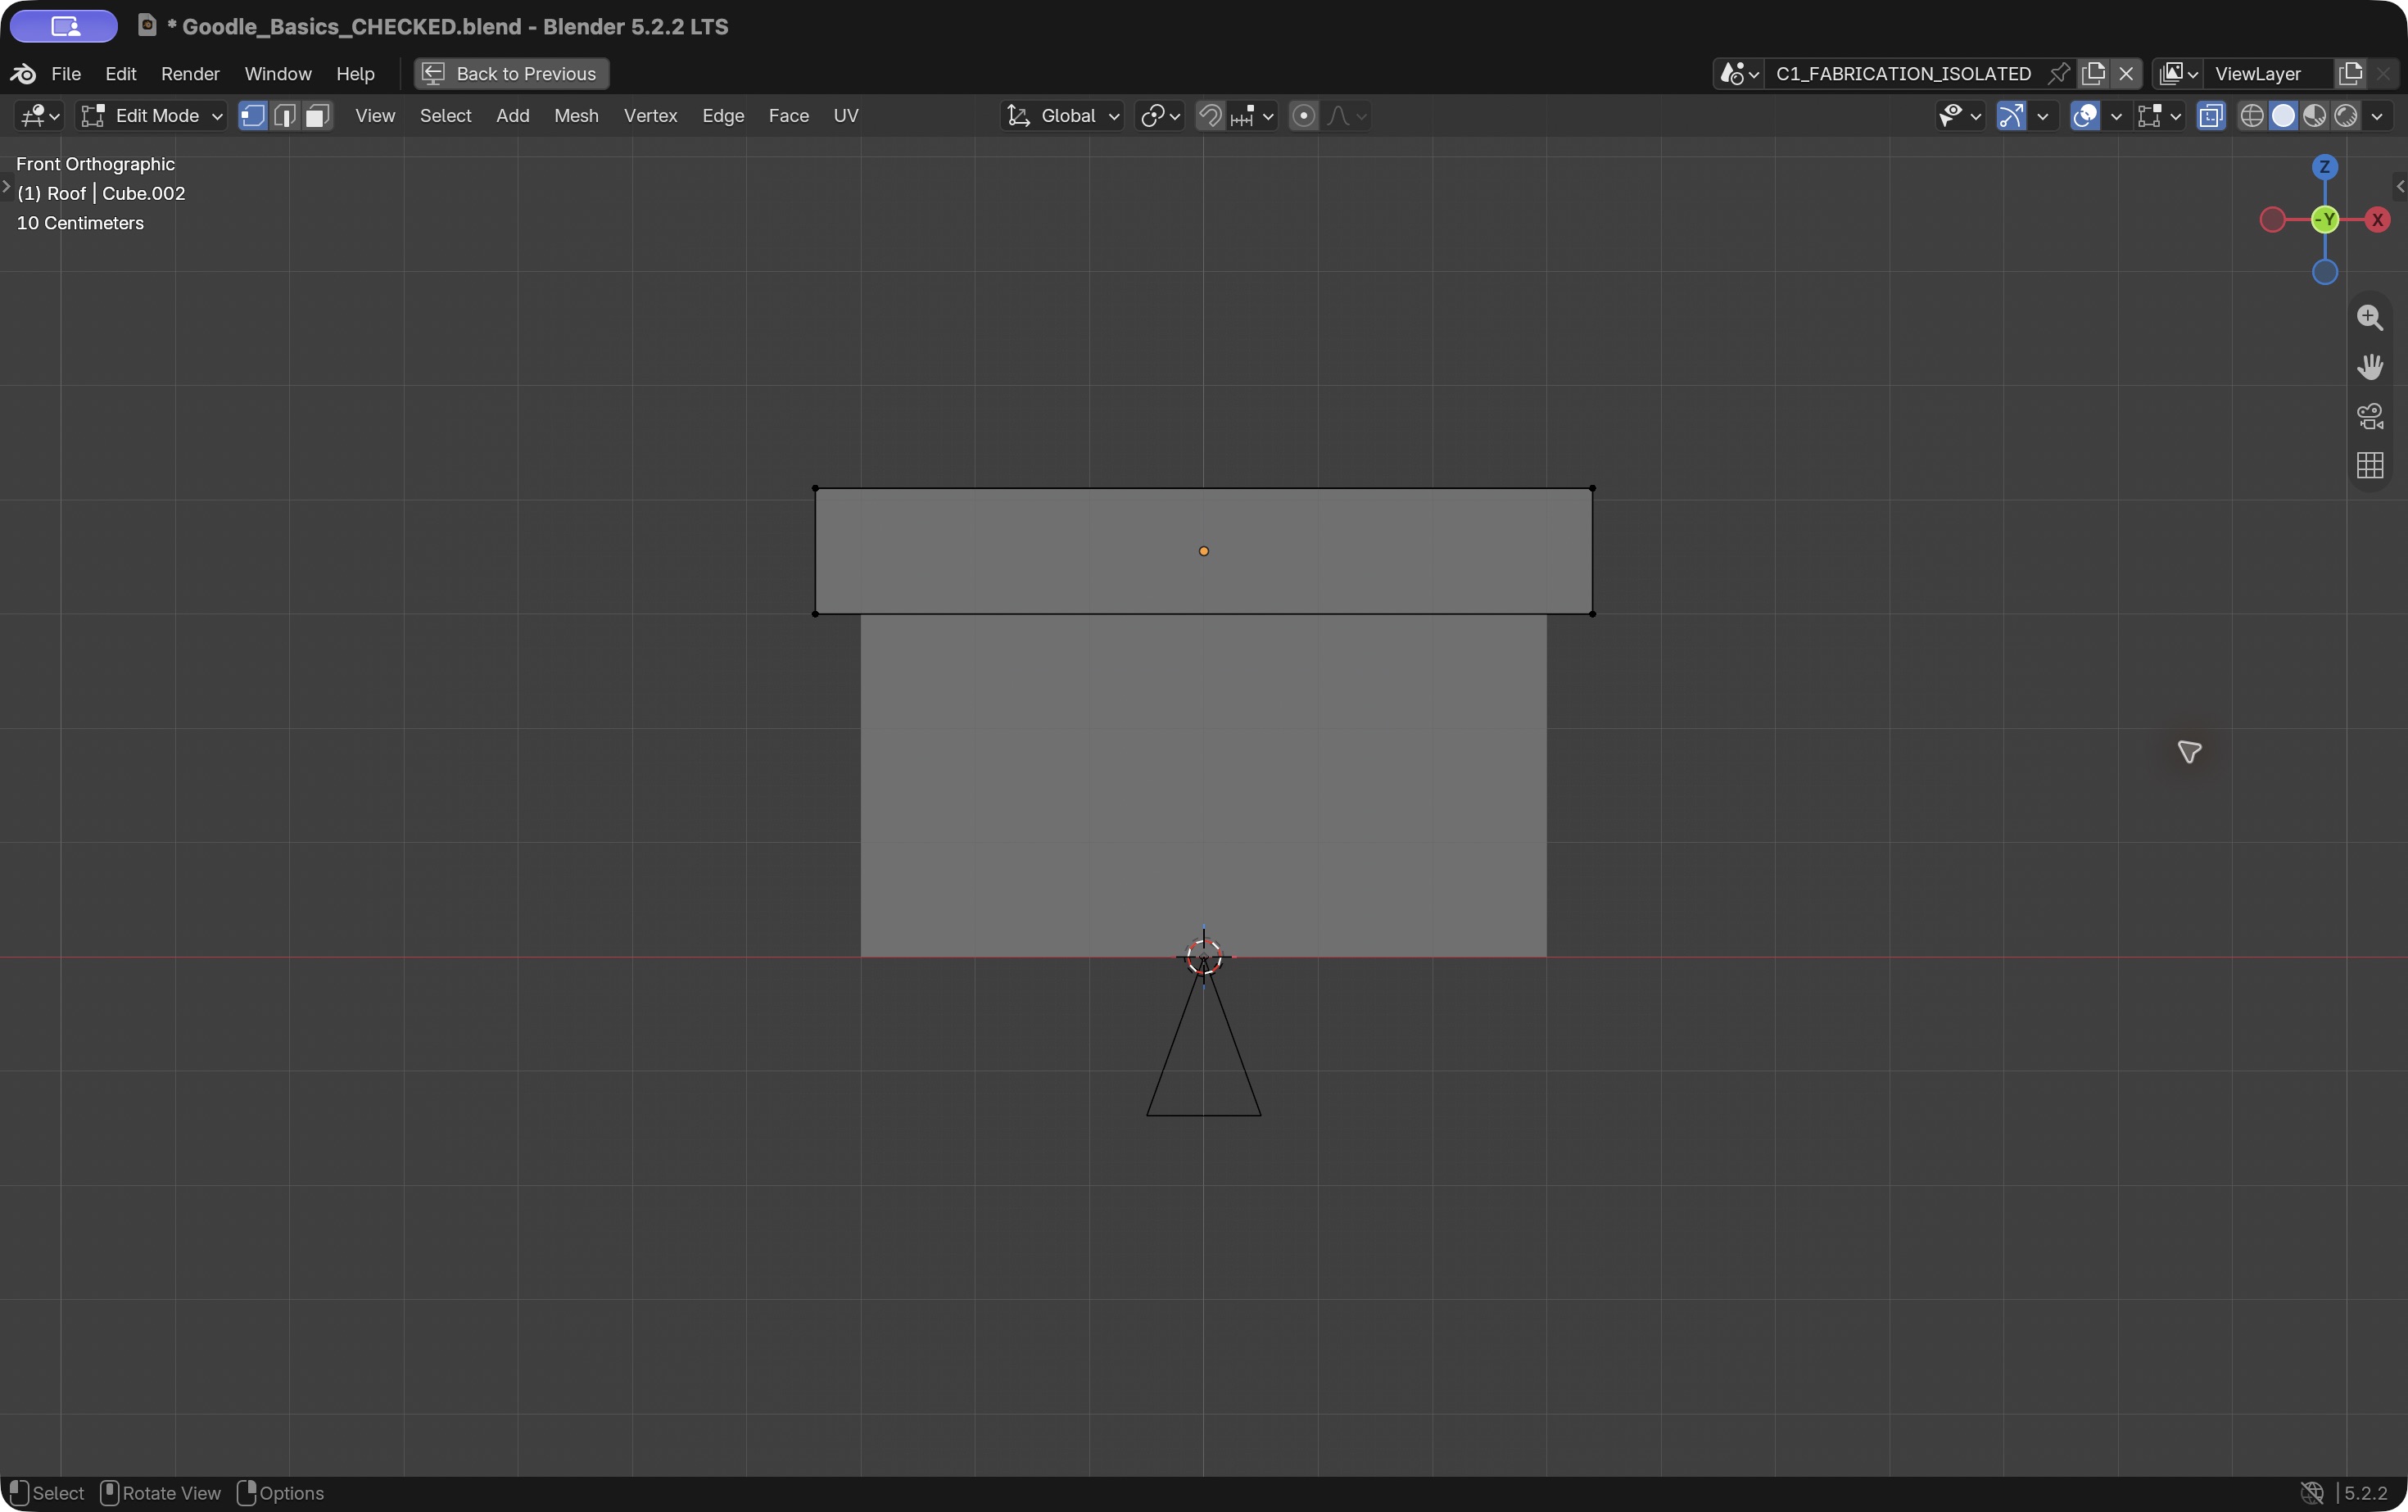 * Goodle_Basics_CHECKED.blend - Blender 5.2.2 LTS
File Edit Render Window Help Back to Previous C1_FABRICATION_ISOLATED ViewLayer
Edit Mode View Select Add Mesh Vertex Edge Face UV Global
Front Orthographic
(1) Roof | Cube.002
10 Centimeters
Z
-Y X
Select Rotate View Options 5.2.2